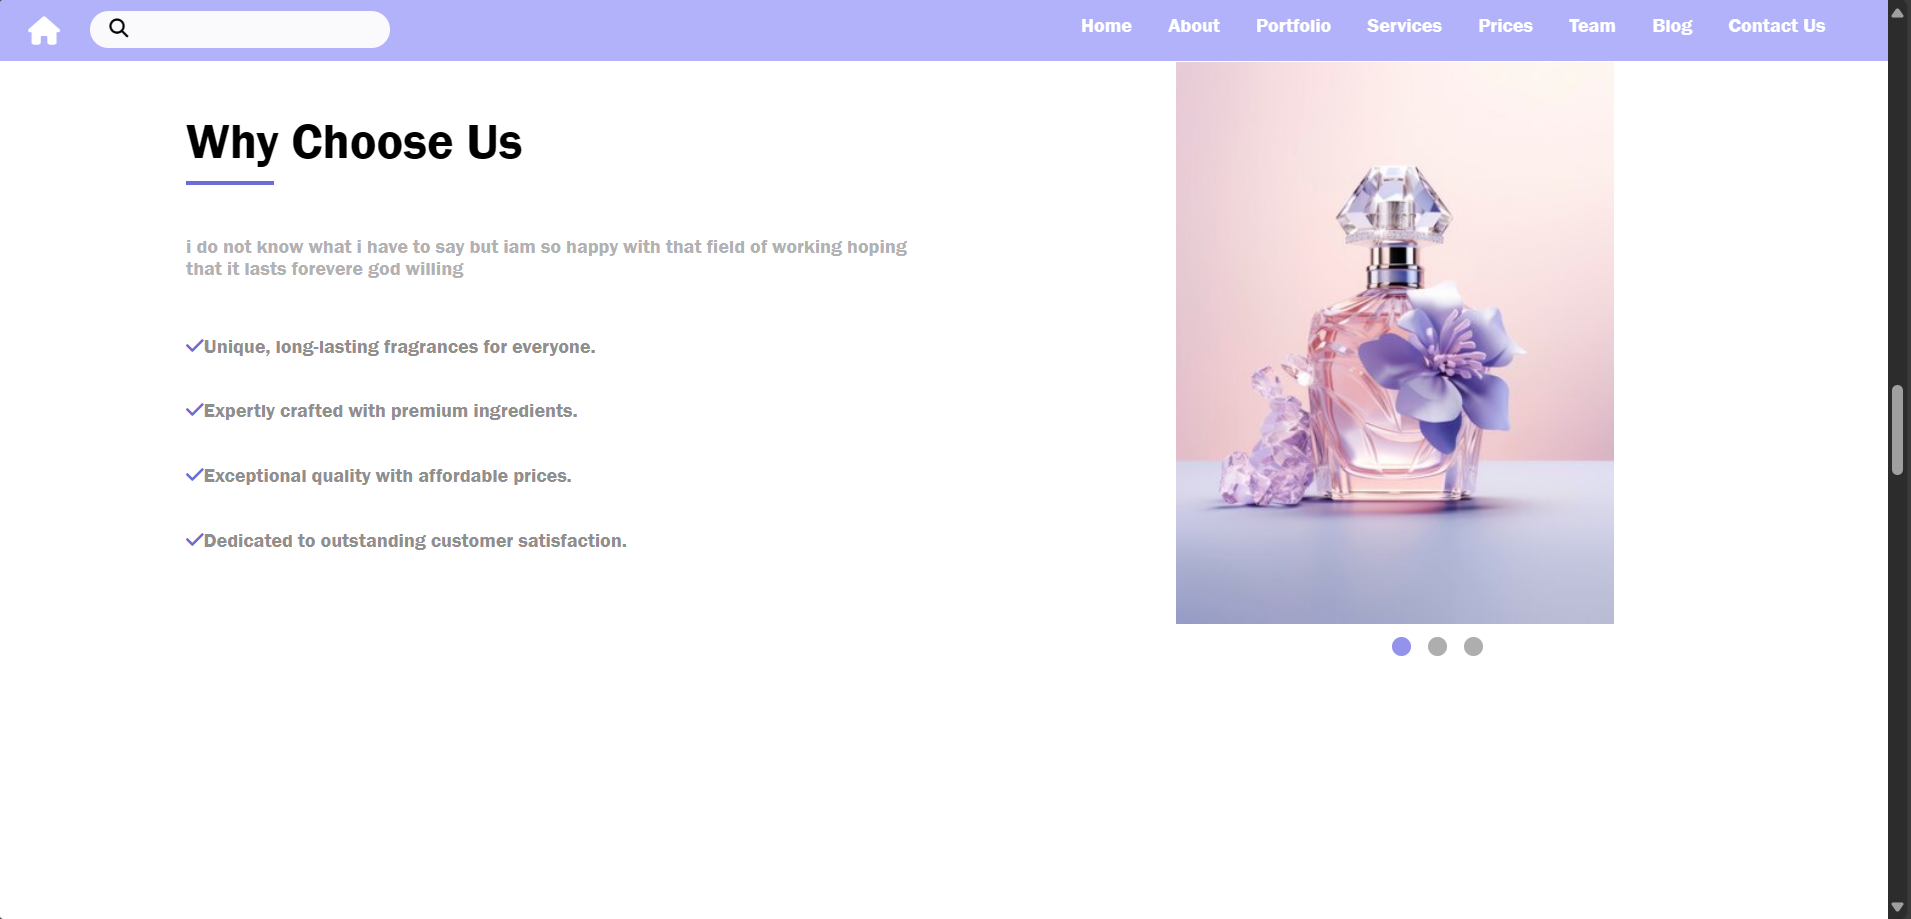 Home About Portfolio Services Prices Team Blog Contact Us
Why Choose Us
i do not know what i have to say but iam so happy with that field of working hoping
that it lasts forevere god willing
Unique, long-lasting fragrances for everyone.
Expertly crafted with premium ingredients.
Exceptional quality with affordable prices.
Dedicated to outstanding customer satisfaction.